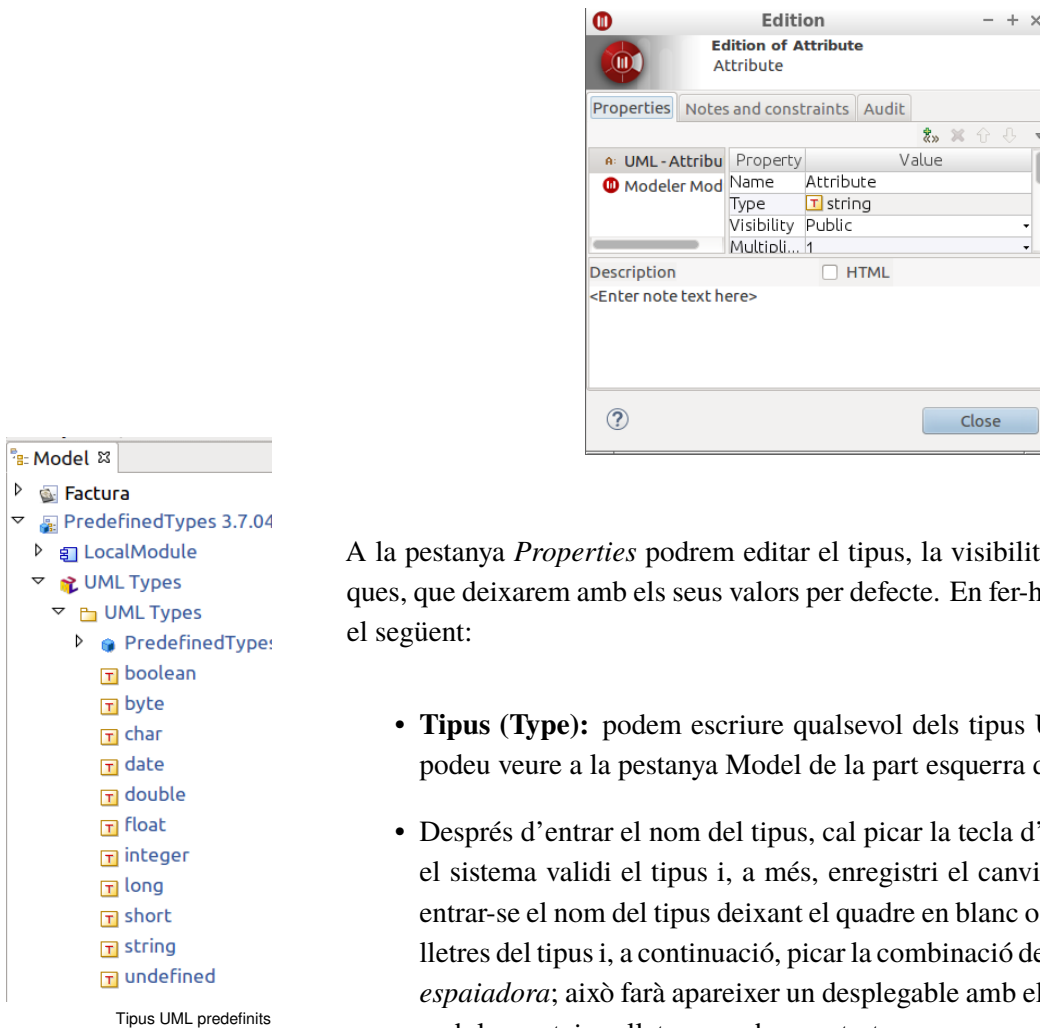 Edition
Edition of Attribute
Attribute
Properties Notes and constraints Audit
UML - Attribu Property Value
Modeler Mod Name Attribute
Type string
Visibility Public
Multipli... 1
Description HTML
<Enter note text here>
Close
Model
Factura
PredefinedTypes 3.7.04
LocalModule
UML Types
UML Types
PredefinedTypes
boolean
byte
char
date
double
float
integer
long
short
string
undefined
Tipus UML predefinits
A la pestanya Properties podrem editar el tipus, la visibilit
ques, que deixarem amb els seus valors per defecte. En fer-h
el següent:
• Tipus (Type): podem escriure qualsevol dels tipus U
podeu veure a la pestanya Model de la part esquerra d
• Després d'entrar el nom del tipus, cal picar la tecla d'
el sistema validi el tipus i, a més, enregistri el canvi
entrar-se el nom del tipus deixant el quadre en blanc o
lletres del tipus i, a continuació, picar la combinació de
espaiadora; això farà apareixer un desplegable amb el